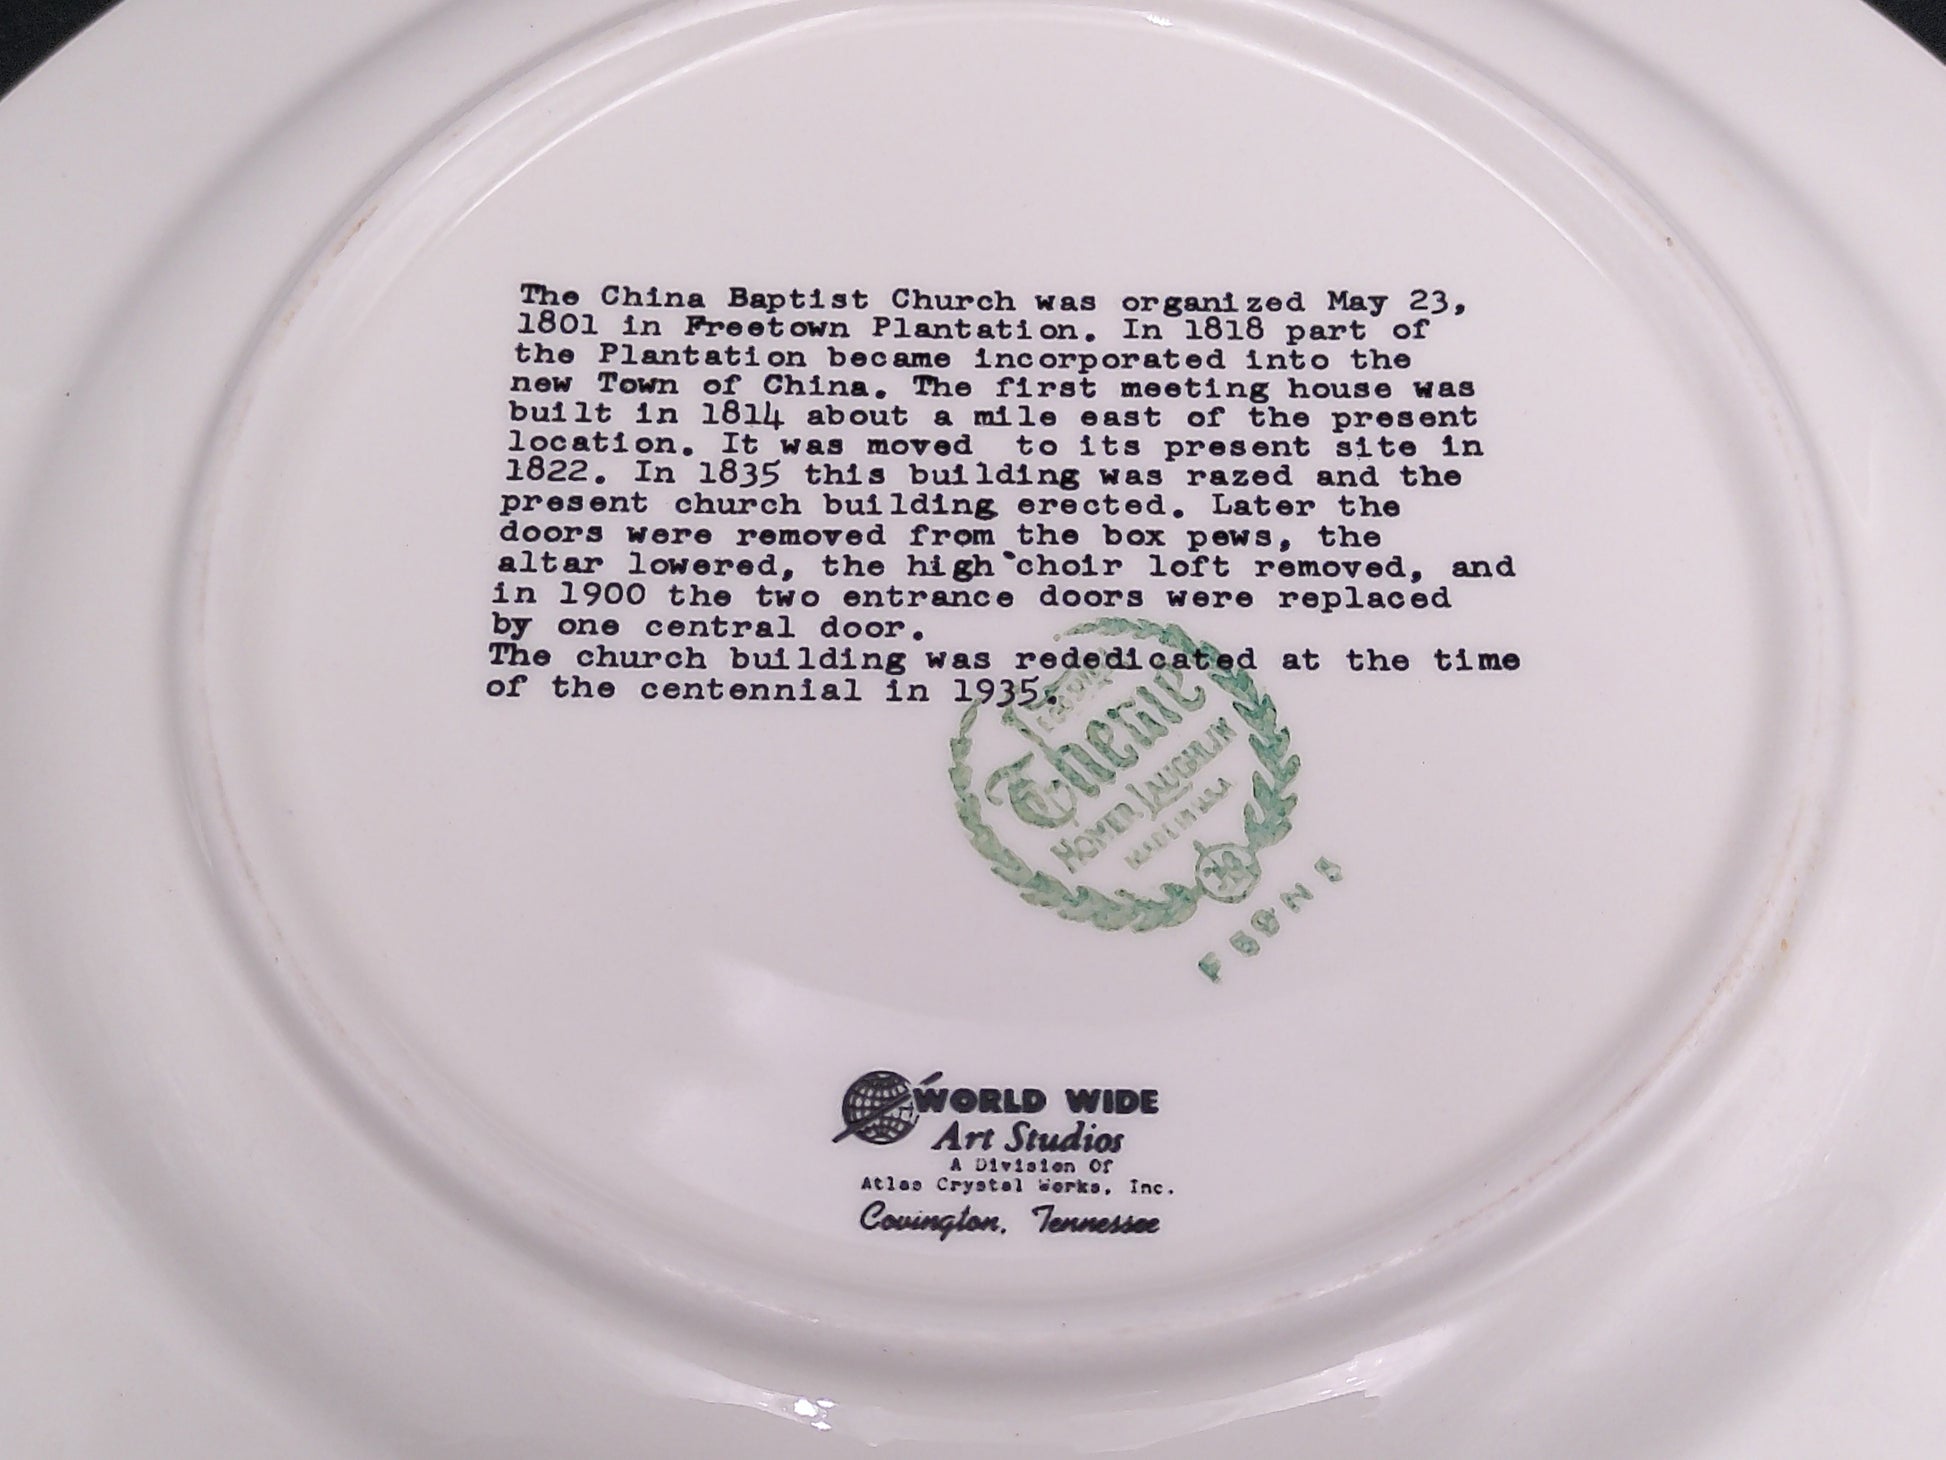 The China Baptist Church was organized May 23,
1801 in Freetown Plantation. In 1818 part of
the Plantation became incorporated into the
new Town of China. The first meeting house was
built in 1814 about a mile east of the present
location. It was moved to its present site in
1822. In 1835 this building was razed and the
present church building erected. Later the
doors were removed from the box pews, the
altar lowered, the high choir loft removed, and
in 1900 the two entrance doors were replaced
by one central door.
The church building was rededicated at the time
of the centennial in 1935.
Theme
HOMER LAUGHLIN
MADE IN U.S.A.
F 59 N 5
WORLD WIDE
Art Studios
A Division Of
Atlas Crystal Works, Inc.
Covington, Tennessee